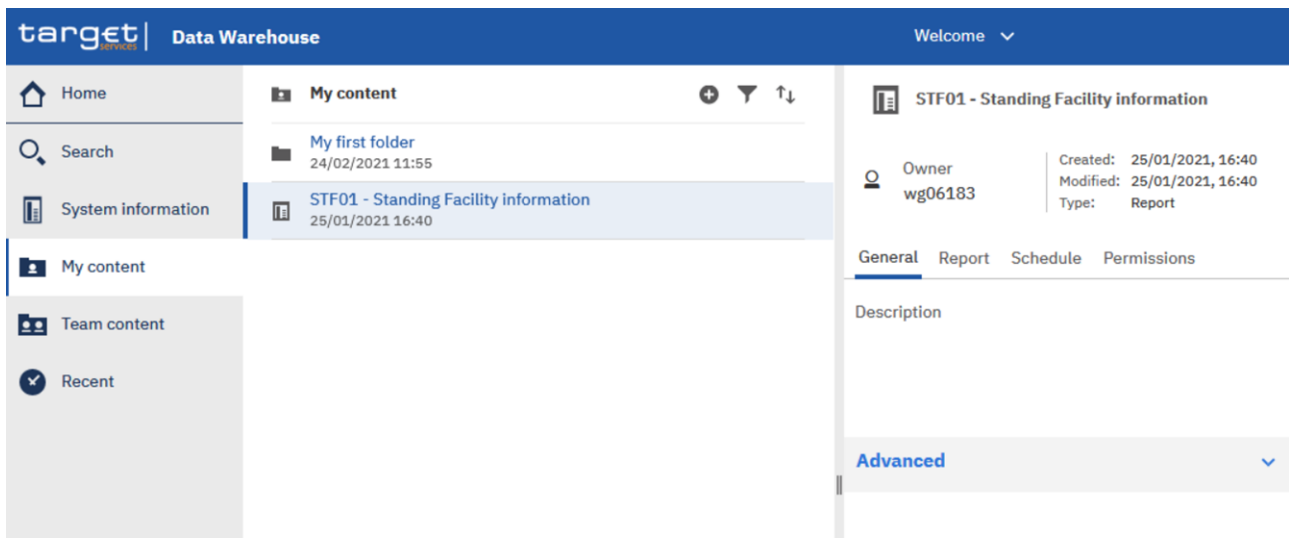 target services | Data Warehouse
Welcome
Home
Search
System information
My content
Team content
Recent
My content
My first folder
24/02/2021 11:55
STF01 - Standing Facility information
25/01/2021 16:40
STF01 - Standing Facility information
Owner
wg06183
Created: 25/01/2021, 16:40
Modified: 25/01/2021, 16:40
Type: Report
General Report Schedule Permissions
Description
Advanced